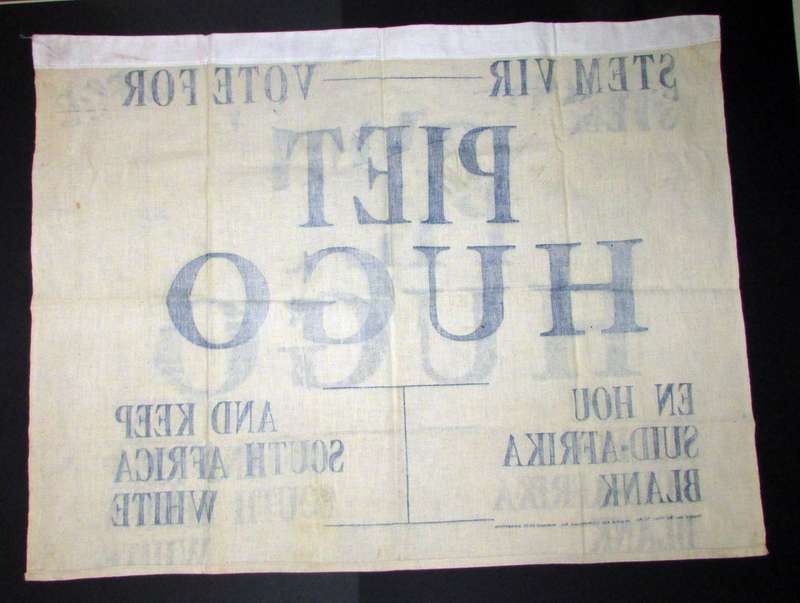 STEM VIR — VOTE FOR
PIET
HUGO
EN HOU
SUID-AFRIKA
BLANK
AND KEEP
SOUTH AFRICA
WHITE